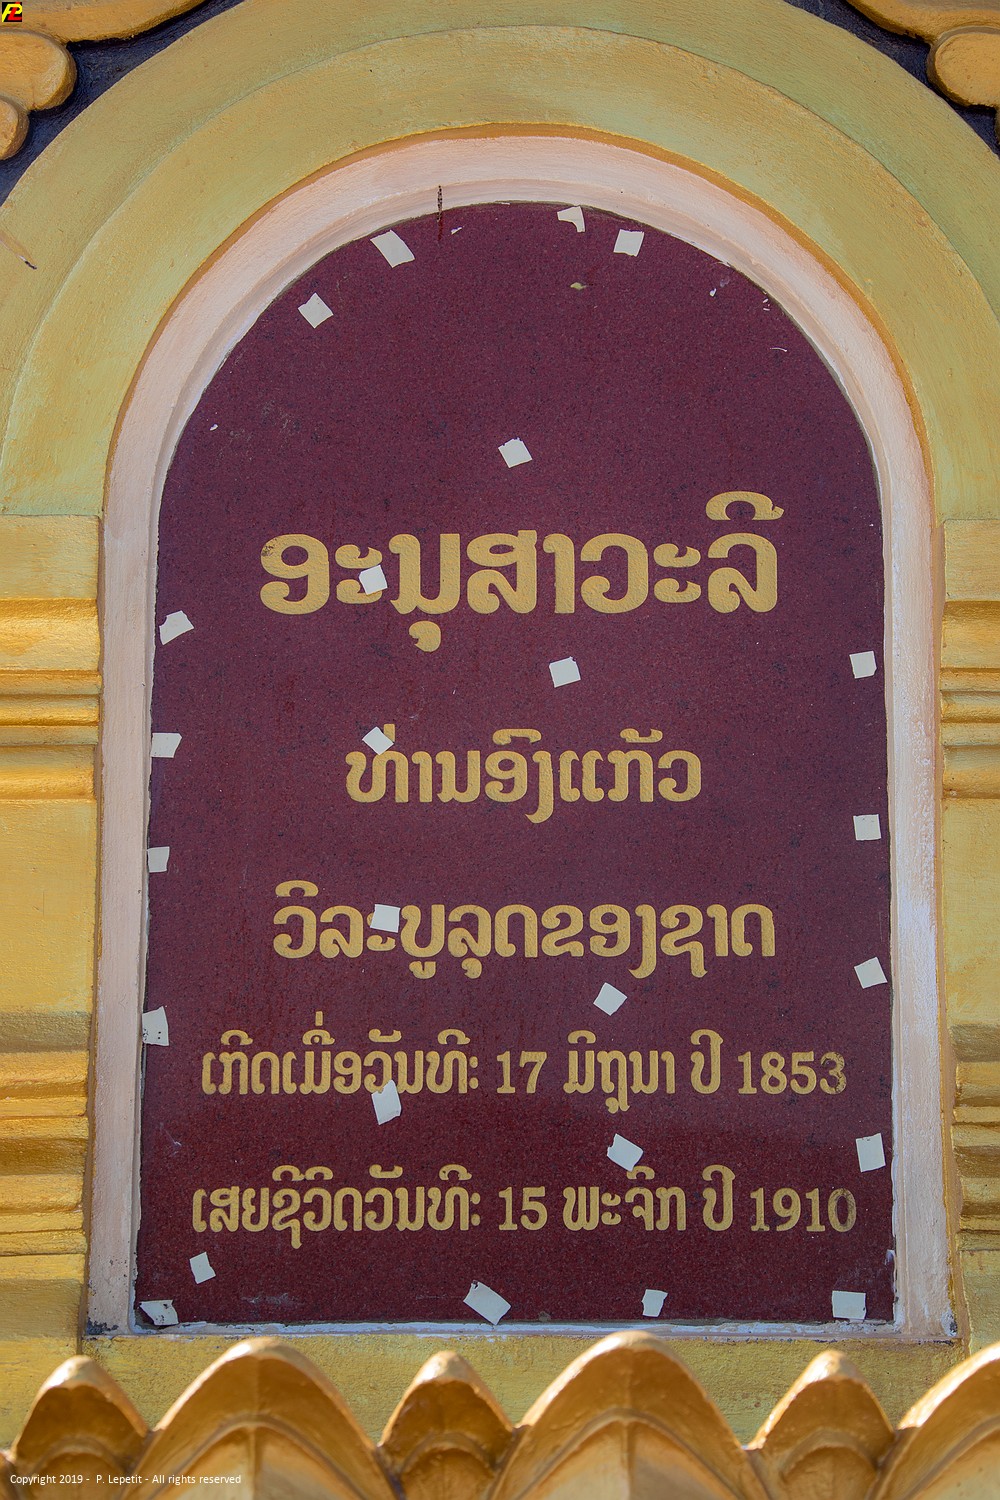 ອະນຸສາວະລີ
ທ່ານອົງແກ້ວ
ວິລະບູລຸດຂອງຊາດ
ເກີດເມື່ອວັນທີ: 17 ມິຖຸນາ ປີ 1853
ເສຍຊີວິດວັນທີ: 15 ພະຈິກ ປີ 1910
Copyright 2019 - P. Lepetit - All rights reserved